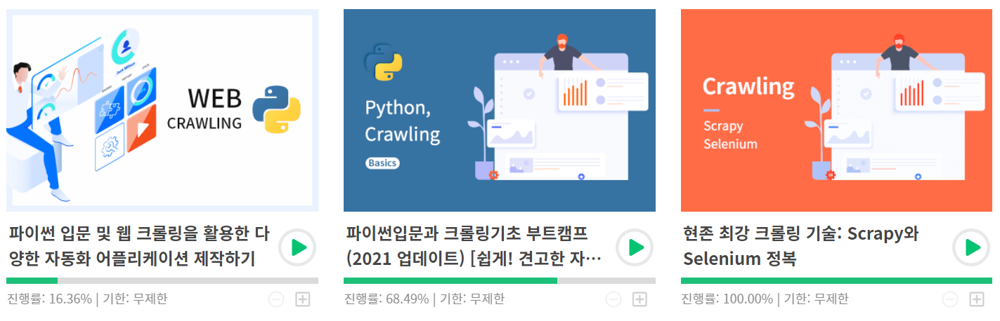 WEB
CRAWLING
파이썬 입문 및 웹 크롤링을 활용한 다
양한 자동화 어플리케이션 제작하기
진행률: 16.36% | 기한: 무제한
Python,
Crawling
Basics
파이썬입문과 크롤링기초 부트캠프
(2021 업데이트) [쉽게! 견고한 자…
진행률: 68.49% | 기한: 무제한
Crawling
Scrapy
Selenium
현존 최강 크롤링 기술: Scrapy와
Selenium 정복
진행률: 100.00% | 기한: 무제한